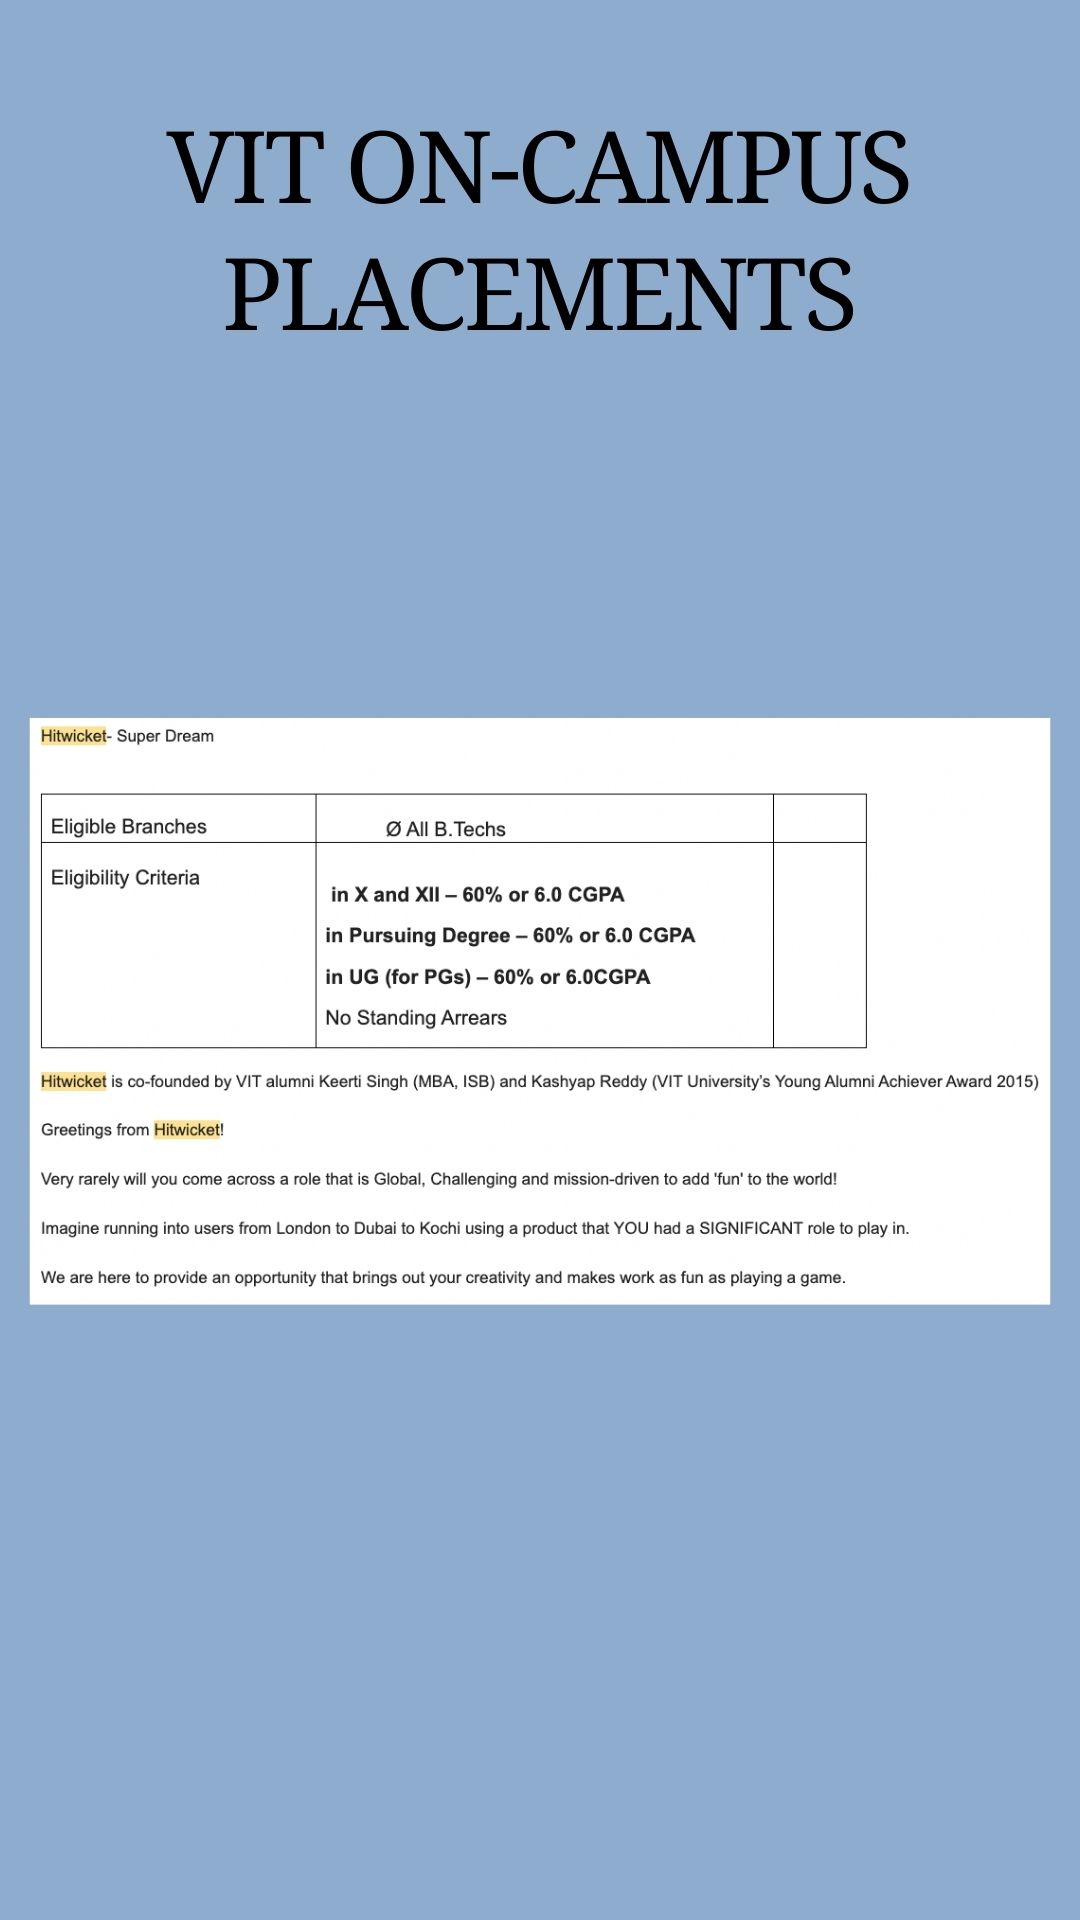 VIT ON-CAMPUS
PLACEMENTS
Hitwicket- Super Dream
Eligible Branches
Ø All B.Techs
Eligibility Criteria
in X and XII – 60% or 6.0 CGPA
in Pursuing Degree – 60% or 6.0 CGPA
in UG (for PGs) – 60% or 6.0CGPA
No Standing Arrears
Hitwicket is co-founded by VIT alumni Keerti Singh (MBA, ISB) and Kashyap Reddy (VIT University's Young Alumni Achiever Award 2015)
Greetings from Hitwicket!
Very rarely will you come across a role that is Global, Challenging and mission-driven to add 'fun' to the world!
Imagine running into users from London to Dubai to Kochi using a product that YOU had a SIGNIFICANT role to play in.
We are here to provide an opportunity that brings out your creativity and makes work as fun as playing a game.